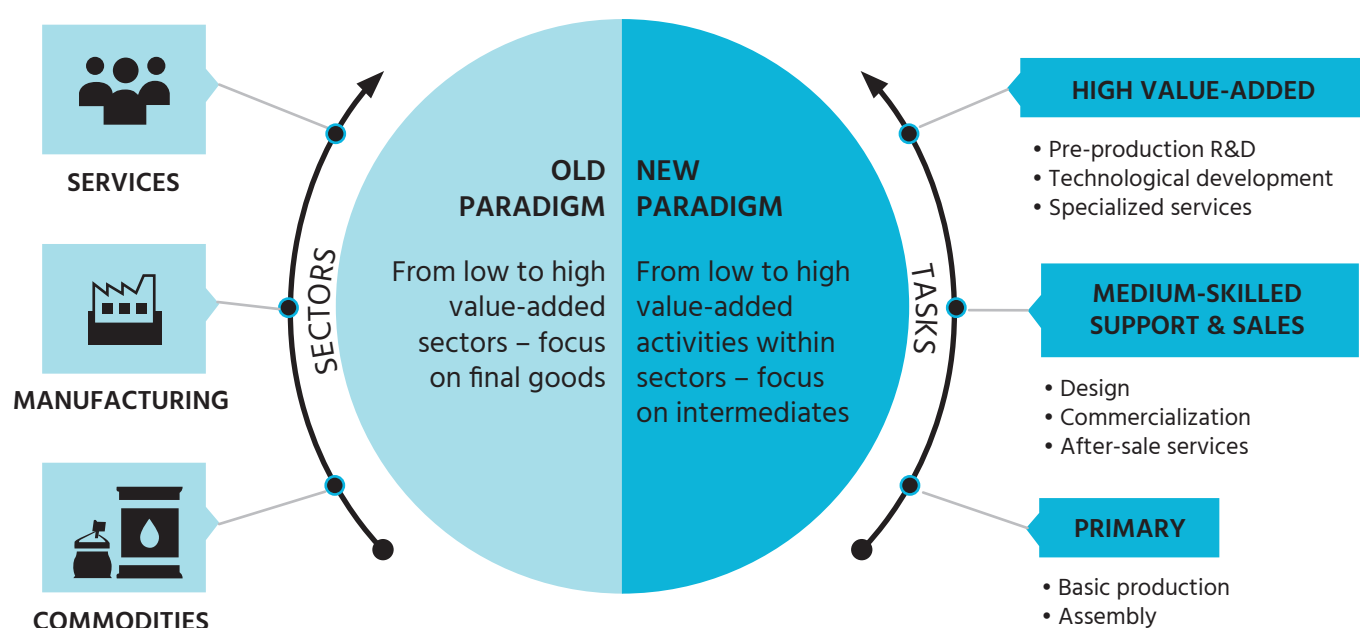 SERVICES
MANUFACTURING
COMMODITIES
SECTORS
OLD
PARADIGM
From low to high
value-added
sectors – focus
on final goods
NEW
PARADIGM
From low to high
value-added
activities within
sectors – focus
on intermediates
TASKS
HIGH VALUE-ADDED
• Pre-production R&D
• Technological development
• Specialized services
MEDIUM-SKILLED
SUPPORT & SALES
• Design
• Commercialization
• After-sale services
PRIMARY
• Basic production
• Assembly